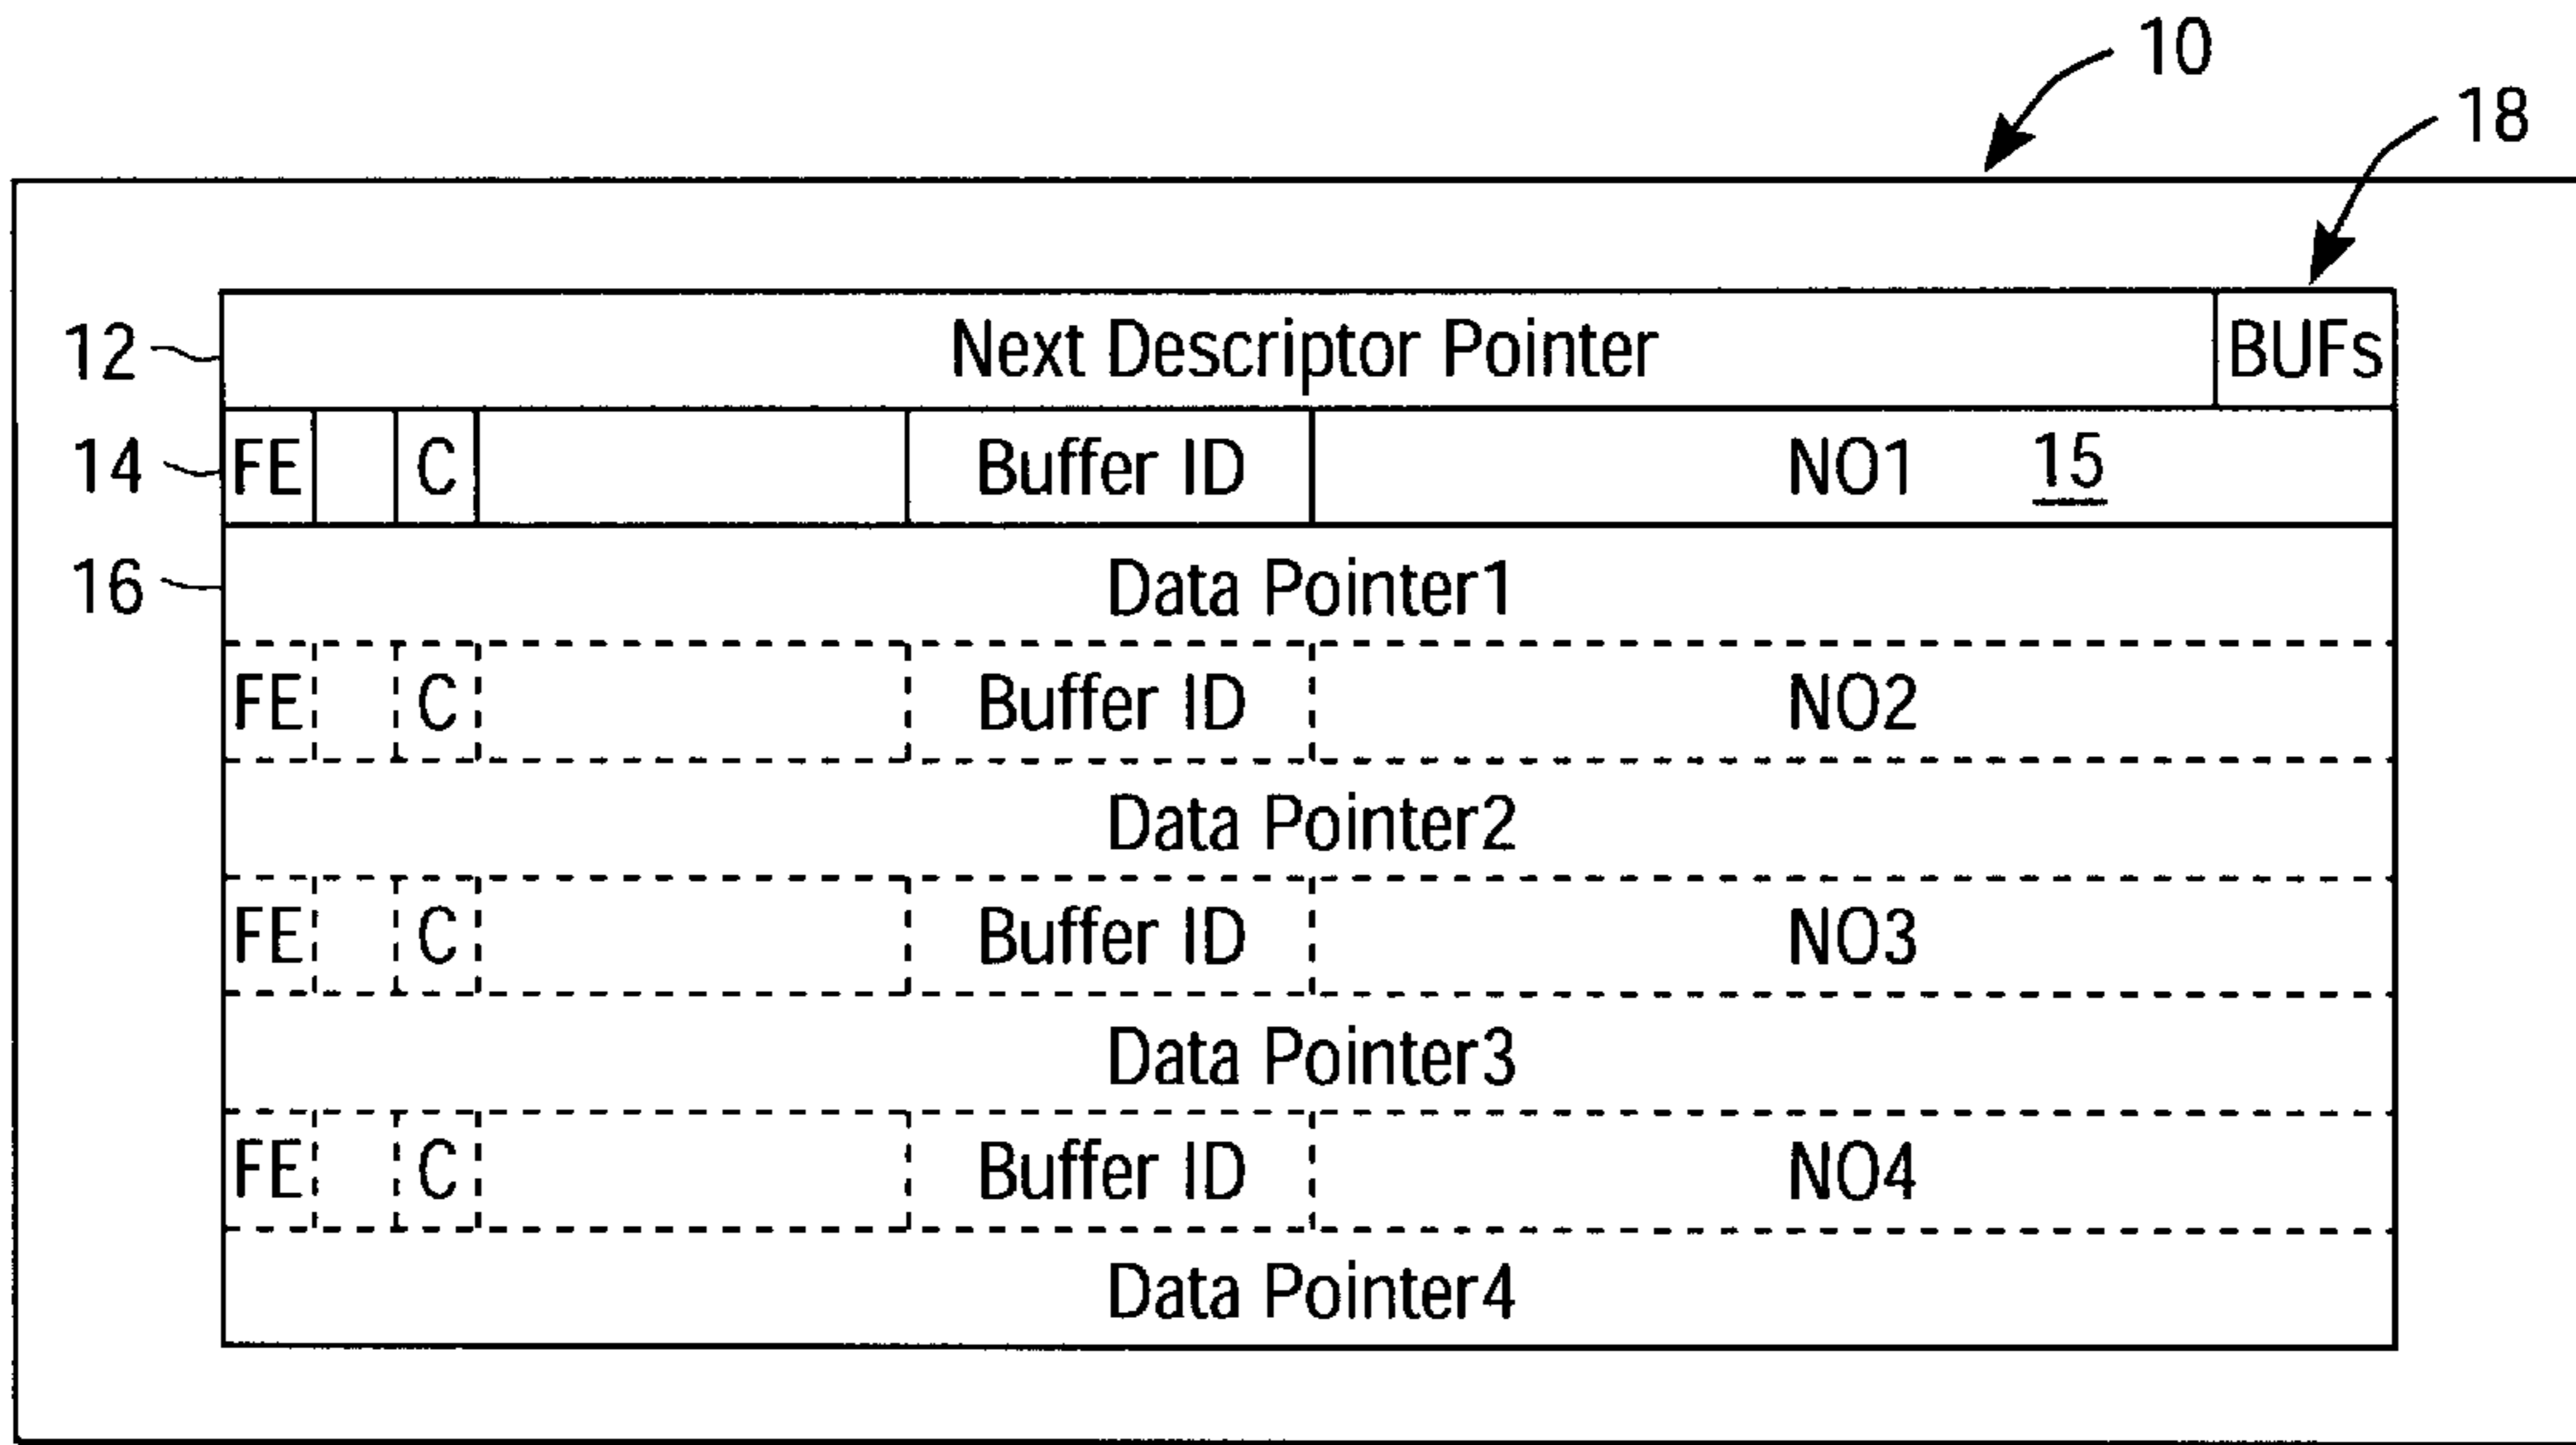 10
18
12 Next Descriptor Pointer BUFs
14 FE C Buffer ID NO1 15
16 Data Pointer1
FE C Buffer ID NO2
Data Pointer2
FE C Buffer ID NO3
Data Pointer3
FE C Buffer ID NO4
Data Pointer4